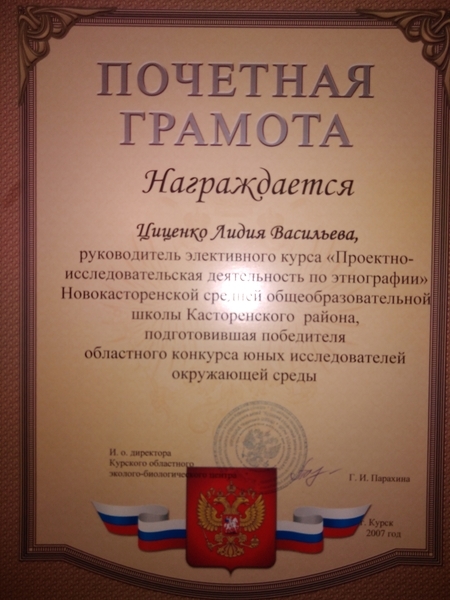 ПОЧЕТНАЯ
ГРАМОТА
Награждается
Циценко Лидия Васильева,
руководитель элективного курса «Проектно-
исследовательская деятельность по этнографии»
Новокасторенской средней общеобразовательной
школы Касторенского района,
подготовившая победителя
областного конкурса юных исследователей
окружающей среды
И. о. директора
Курского областного
эколого-биологического центра
Г. И. Парахина
г. Курск
2007 год